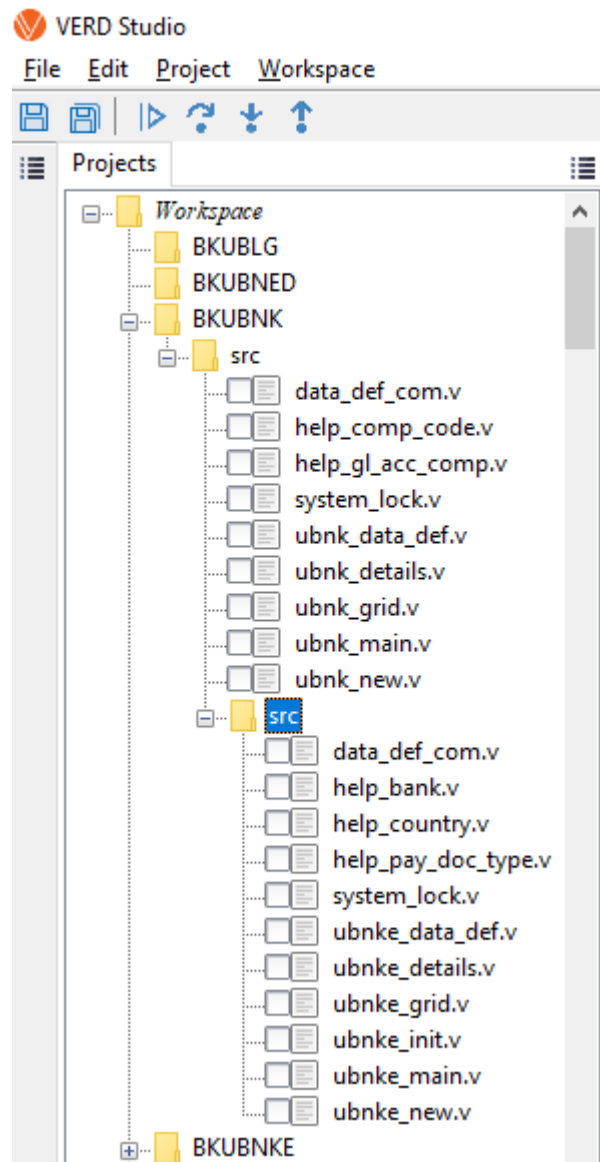 VERD Studio
File Edit Project Workspace
Projects
Workspace
BKUBLG
BKUBNED
BKUBNK
src
data_def_com.v
help_comp_code.v
help_gl_acc_comp.v
system_lock.v
ubnk_data_def.v
ubnk_details.v
ubnk_grid.v
ubnk_main.v
ubnk_new.v
src
data_def_com.v
help_bank.v
help_country.v
help_pay_doc_type.v
system_lock.v
ubnke_data_def.v
ubnke_details.v
ubnke_grid.v
ubnke_init.v
ubnke_main.v
ubnke_new.v
BKUBNKE